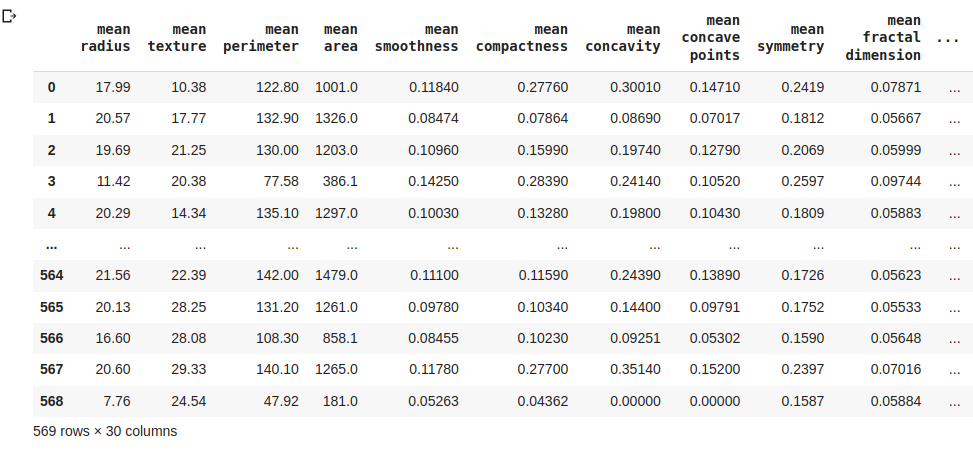 mean radius mean texture mean perimeter mean area mean smoothness mean compactness mean concavity mean concave points mean symmetry mean fractal dimension ...
0 17.99 10.38 122.80 1001.0 0.11840 0.27760 0.30010 0.14710 0.2419 0.07871 ...
1 20.57 17.77 132.90 1326.0 0.08474 0.07864 0.08690 0.07017 0.1812 0.05667 ...
2 19.69 21.25 130.00 1203.0 0.10960 0.15990 0.19740 0.12790 0.2069 0.05999 ...
3 11.42 20.38 77.58 386.1 0.14250 0.28390 0.24140 0.10520 0.2597 0.09744 ...
4 20.29 14.34 135.10 1297.0 0.10030 0.13280 0.19800 0.10430 0.1809 0.05883 ...
... ... ... ... ... ... ... ... ... ... ... ...
564 21.56 22.39 142.00 1479.0 0.11100 0.11590 0.24390 0.13890 0.1726 0.05623 ...
565 20.13 28.25 131.20 1261.0 0.09780 0.10340 0.14400 0.09791 0.1752 0.05533 ...
566 16.60 28.08 108.30 858.1 0.08455 0.10230 0.09251 0.05302 0.1590 0.05648 ...
567 20.60 29.33 140.10 1265.0 0.11780 0.27700 0.35140 0.15200 0.2397 0.07016 ...
568 7.76 24.54 47.92 181.0 0.05263 0.04362 0.00000 0.00000 0.1587 0.05884 ...
569 rows × 30 columns